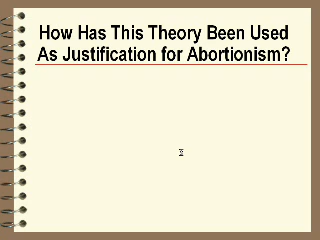 How Has This Theory Been Used
As Justification for Abortionism?